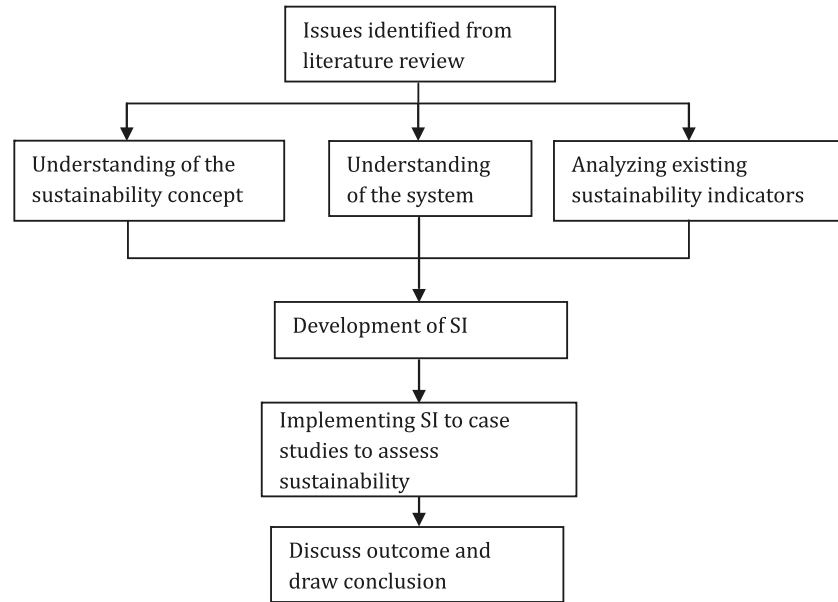 Issues identified from
literature review
Understanding of the
sustainability concept
Understanding
of the system
Analyzing existing
sustainability indicators
Development of SI
Implementing SI to case
studies to assess
sustainability
Discuss outcome and
draw conclusion